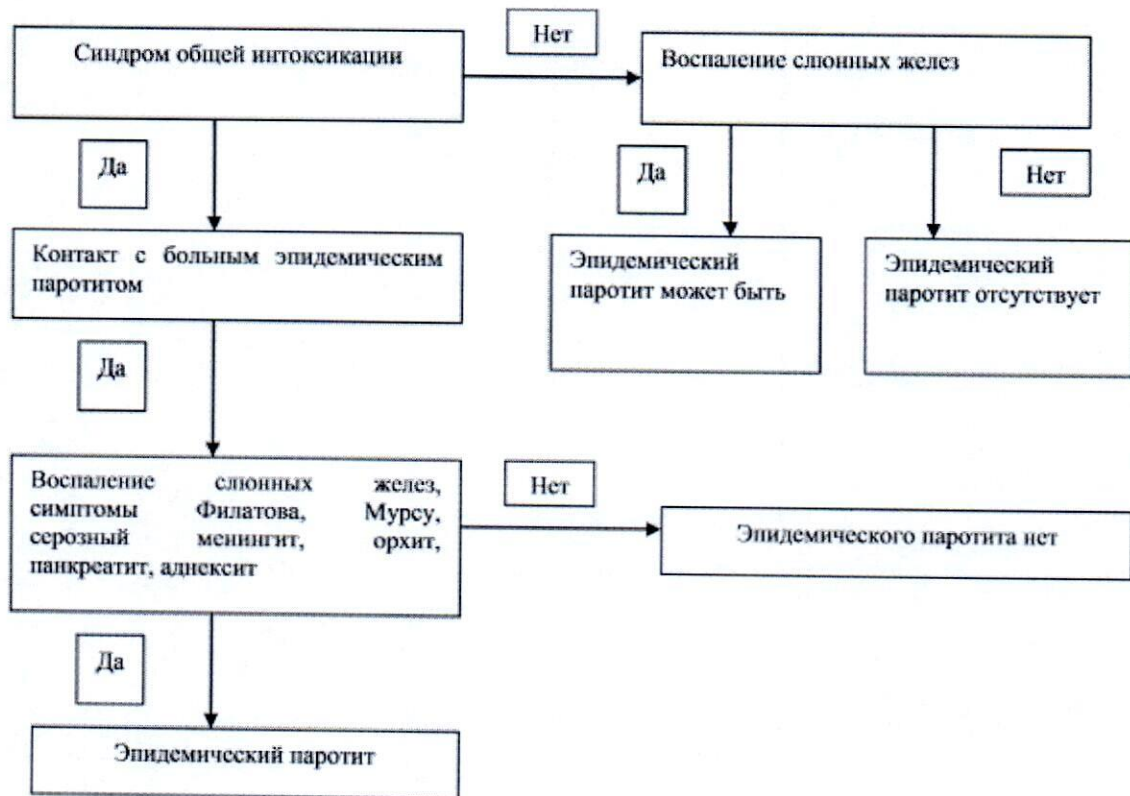 Синдром общей интоксикации
Нет
Воспаление слюнных желез
Да
Да
Нет
Контакт с больным эпидемическим
паротитом
Эпидемический
паротит может быть
Эпидемический
паротит отсутствует
Да
Воспаление слюнных желез,
симптомы Филатова, Мурсу,
серозный менингит, орхит,
панкреатит, аднексит
Нет
Эпидемического паротита нет
Да
Эпидемический паротит